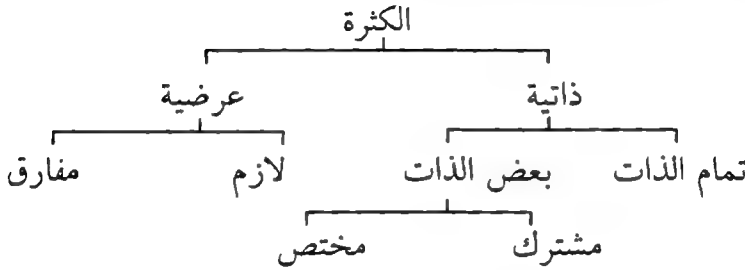 الكثرة
ذاتية عرضية
تمام الذات بعض الذات لازم مفارق
مشترك مختص